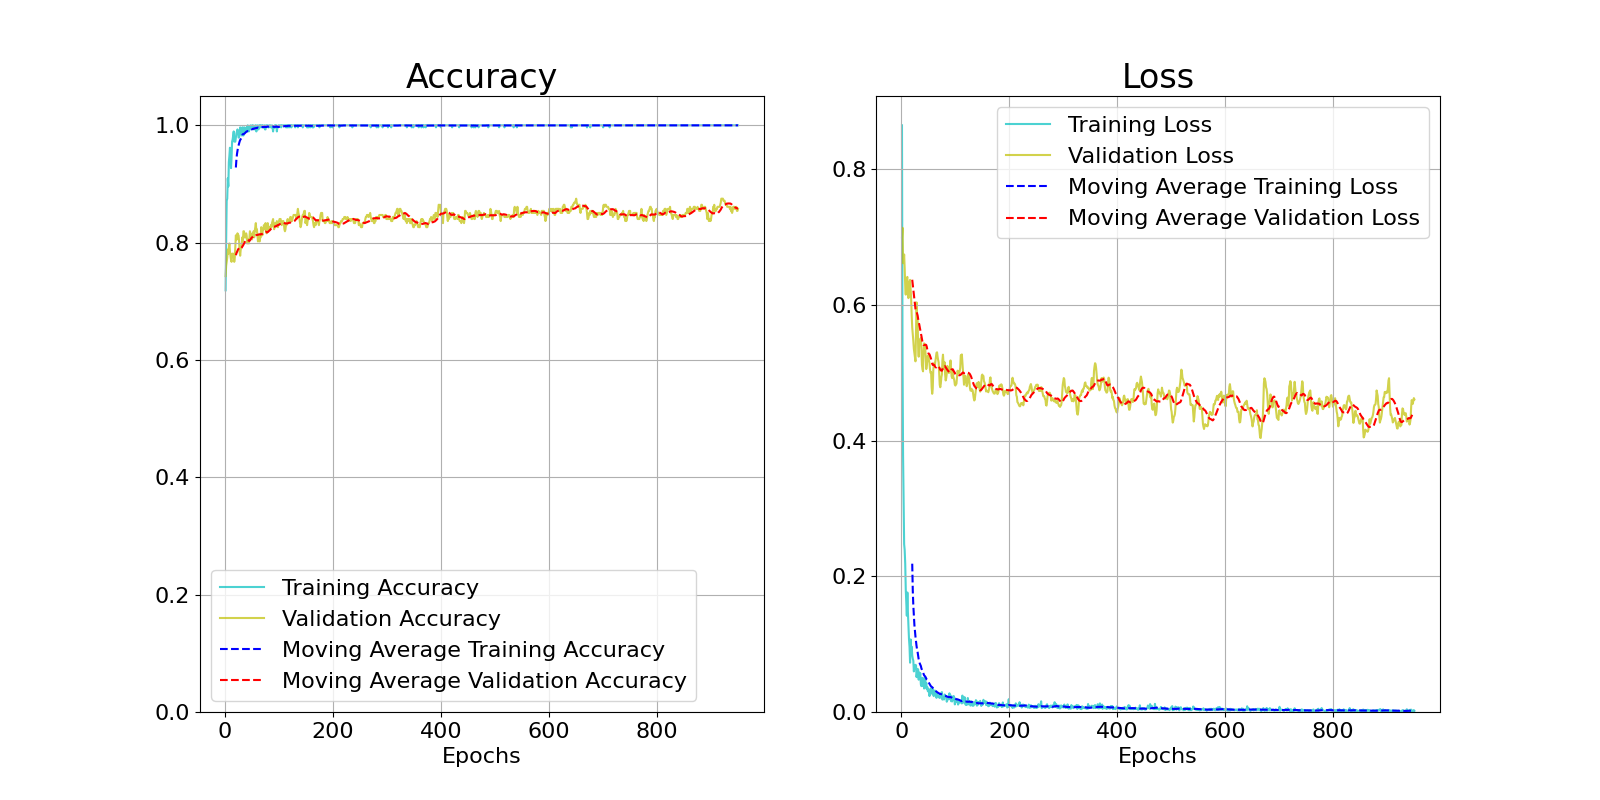 Accuracy
1.0
0.8
0.6
0.4
0.2
0.0
Training Accuracy
Validation Accuracy
Moving Average Training Accuracy
Moving Average Validation Accuracy
0 200 400 600 800
Epochs
Loss
0.8
0.6
0.4
0.2
0.0
Training Loss
Validation Loss
Moving Average Training Loss
Moving Average Validation Loss
0 200 400 600 800
Epochs